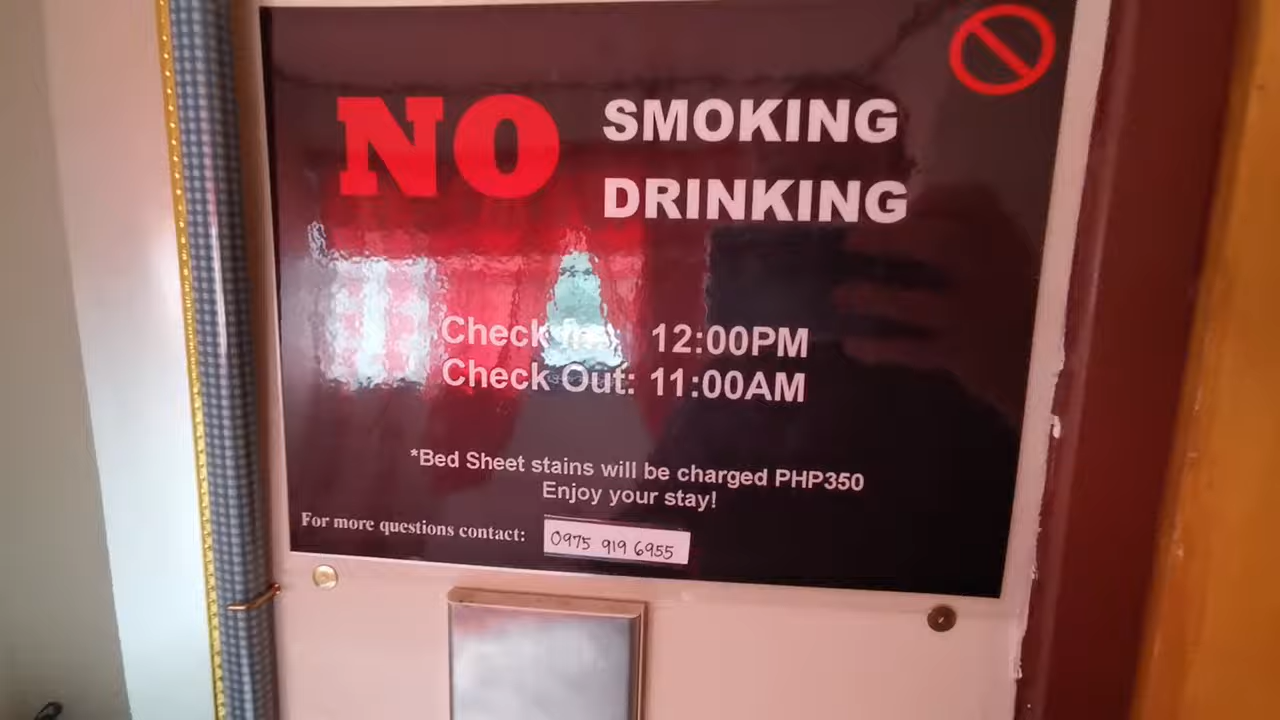 NO SMOKING
DRINKING
Check In: 12:00PM
Check Out: 11:00AM
*Bed Sheet stains will be charged PHP350
Enjoy your stay!
For more questions contact: 0975 919 6955